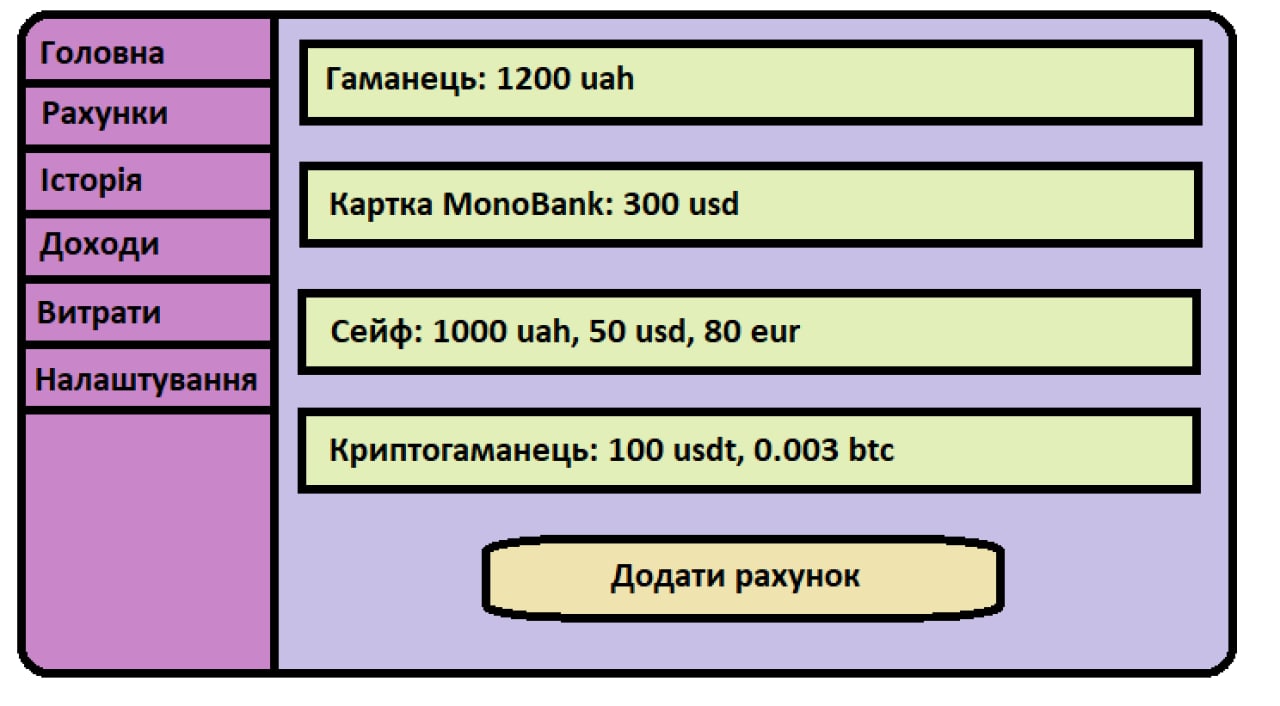 Головна
Рахунки
Історія
Доходи
Витрати
Налаштування
Гаманець: 1200 uah
Картка MonoBank: 300 usd
Сейф: 1000 uah, 50 usd, 80 eur
Криптогаманець: 100 usdt, 0.003 btc
Додати рахунок